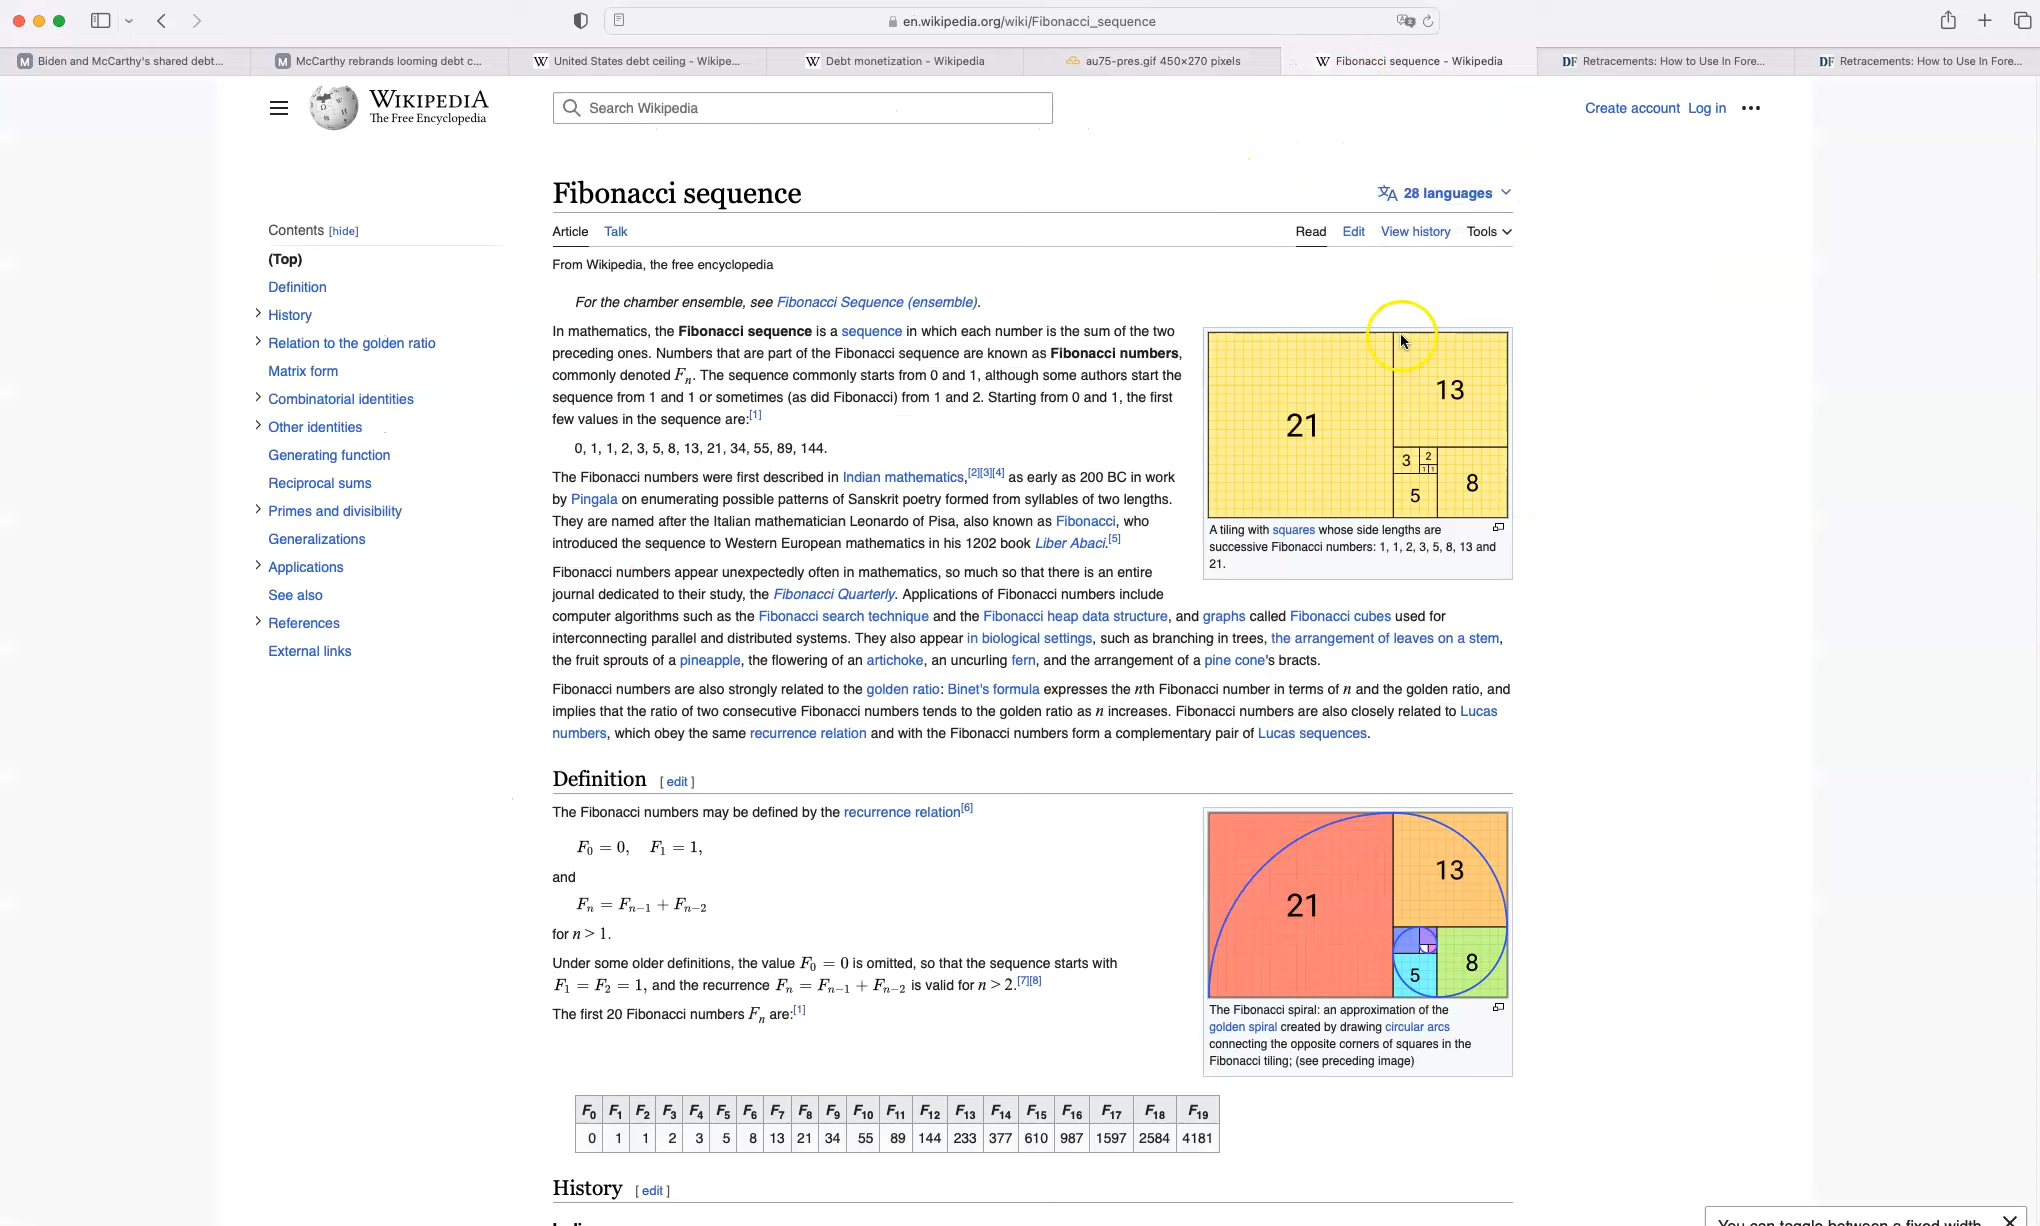 en.wikipedia.org/wiki/Fibonacci_sequence
M Biden and McCarthy's shared debt...
M McCarthy rebrands looming debt c...
W United States debt ceiling - Wikipe...
W Debt monetization - Wikipedia
au75-pres.gif 450×270 pixels
W Fibonacci sequence - Wikipedia
DF Retracements: How to Use In Fore...
DF Retracements: How to Use In Fore...
WIKIPEDIA
The Free Encyclopedia
Search Wikipedia
Create account Log in
Fibonacci sequence
28 languages
Article Talk
Read Edit View history Tools
From Wikipedia, the free encyclopedia
Contents [hide]
(Top)
Definition
History
Relation to the golden ratio
Matrix form
Combinatorial identities
Other identities
Generating function
Reciprocal sums
Primes and divisibility
Generalizations
Applications
See also
References
External links
For the chamber ensemble, see Fibonacci Sequence (ensemble).
In mathematics, the Fibonacci sequence is a sequence in which each number is the sum of the two
preceding ones. Numbers that are part of the Fibonacci sequence are known as Fibonacci numbers,
commonly denoted Fn. The sequence commonly starts from 0 and 1, although some authors start the
sequence from 1 and 1 or sometimes (as did Fibonacci) from 1 and 2. Starting from 0 and 1, the first
few values in the sequence are:[1]
0, 1, 1, 2, 3, 5, 8, 13, 21, 34, 55, 89, 144.
The Fibonacci numbers were first described in Indian mathematics,[2][3][4] as early as 200 BC in work
by Pingala on enumerating possible patterns of Sanskrit poetry formed from syllables of two lengths.
They are named after the Italian mathematician Leonardo of Pisa, also known as Fibonacci, who
introduced the sequence to Western European mathematics in his 1202 book Liber Abaci.[5]
Fibonacci numbers appear unexpectedly often in mathematics, so much so that there is an entire
journal dedicated to their study, the Fibonacci Quarterly. Applications of Fibonacci numbers include
computer algorithms such as the Fibonacci search technique and the Fibonacci heap data structure, and graphs called Fibonacci cubes used for
interconnecting parallel and distributed systems. They also appear in biological settings, such as branching in trees, the arrangement of leaves on a stem,
the fruit sprouts of a pineapple, the flowering of an artichoke, an uncurling fern, and the arrangement of a pine cone's bracts.
Fibonacci numbers are also strongly related to the golden ratio: Binet's formula expresses the nth Fibonacci number in terms of n and the golden ratio, and
implies that the ratio of two consecutive Fibonacci numbers tends to the golden ratio as n increases. Fibonacci numbers are also closely related to Lucas
numbers, which obey the same recurrence relation and with the Fibonacci numbers form a complementary pair of Lucas sequences.
21
13
3 2
1 1
5
8
A tiling with squares whose side lengths are
successive Fibonacci numbers: 1, 1, 2, 3, 5, 8, 13 and
21.
Definition [ edit ]
The Fibonacci numbers may be defined by the recurrence relation[6]
F0 = 0, F1 = 1,
and
Fn = Fn−1 + Fn−2
for n > 1.
Under some older definitions, the value F0 = 0 is omitted, so that the sequence starts with
F1 = F2 = 1, and the recurrence Fn = Fn−1 + Fn−2 is valid for n > 2.[7][8]
The first 20 Fibonacci numbers Fn are:[1]
21
13
5
8
The Fibonacci spiral: an approximation of the
golden spiral created by drawing circular arcs
connecting the opposite corners of squares in the
Fibonacci tiling; (see preceding image)
F0 F1 F2 F3 F4 F5 F6 F7 F8 F9 F10 F11 F12 F13 F14 F15 F16 F17 F18 F19
0 1 1 2 3 5 8 13 21 34 55 89 144 233 377 610 987 1597 2584 4181
History [ edit ]
You can toggle between a fixed width